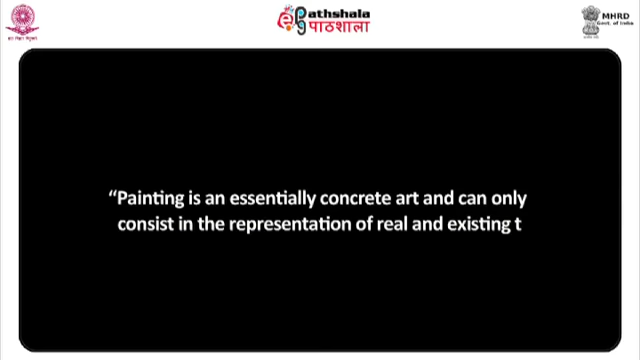 Pathshala
पाठशाला
MHRD
Govt. of India
“Painting is an essentially concrete art and can only
consist in the representation of real and existing t